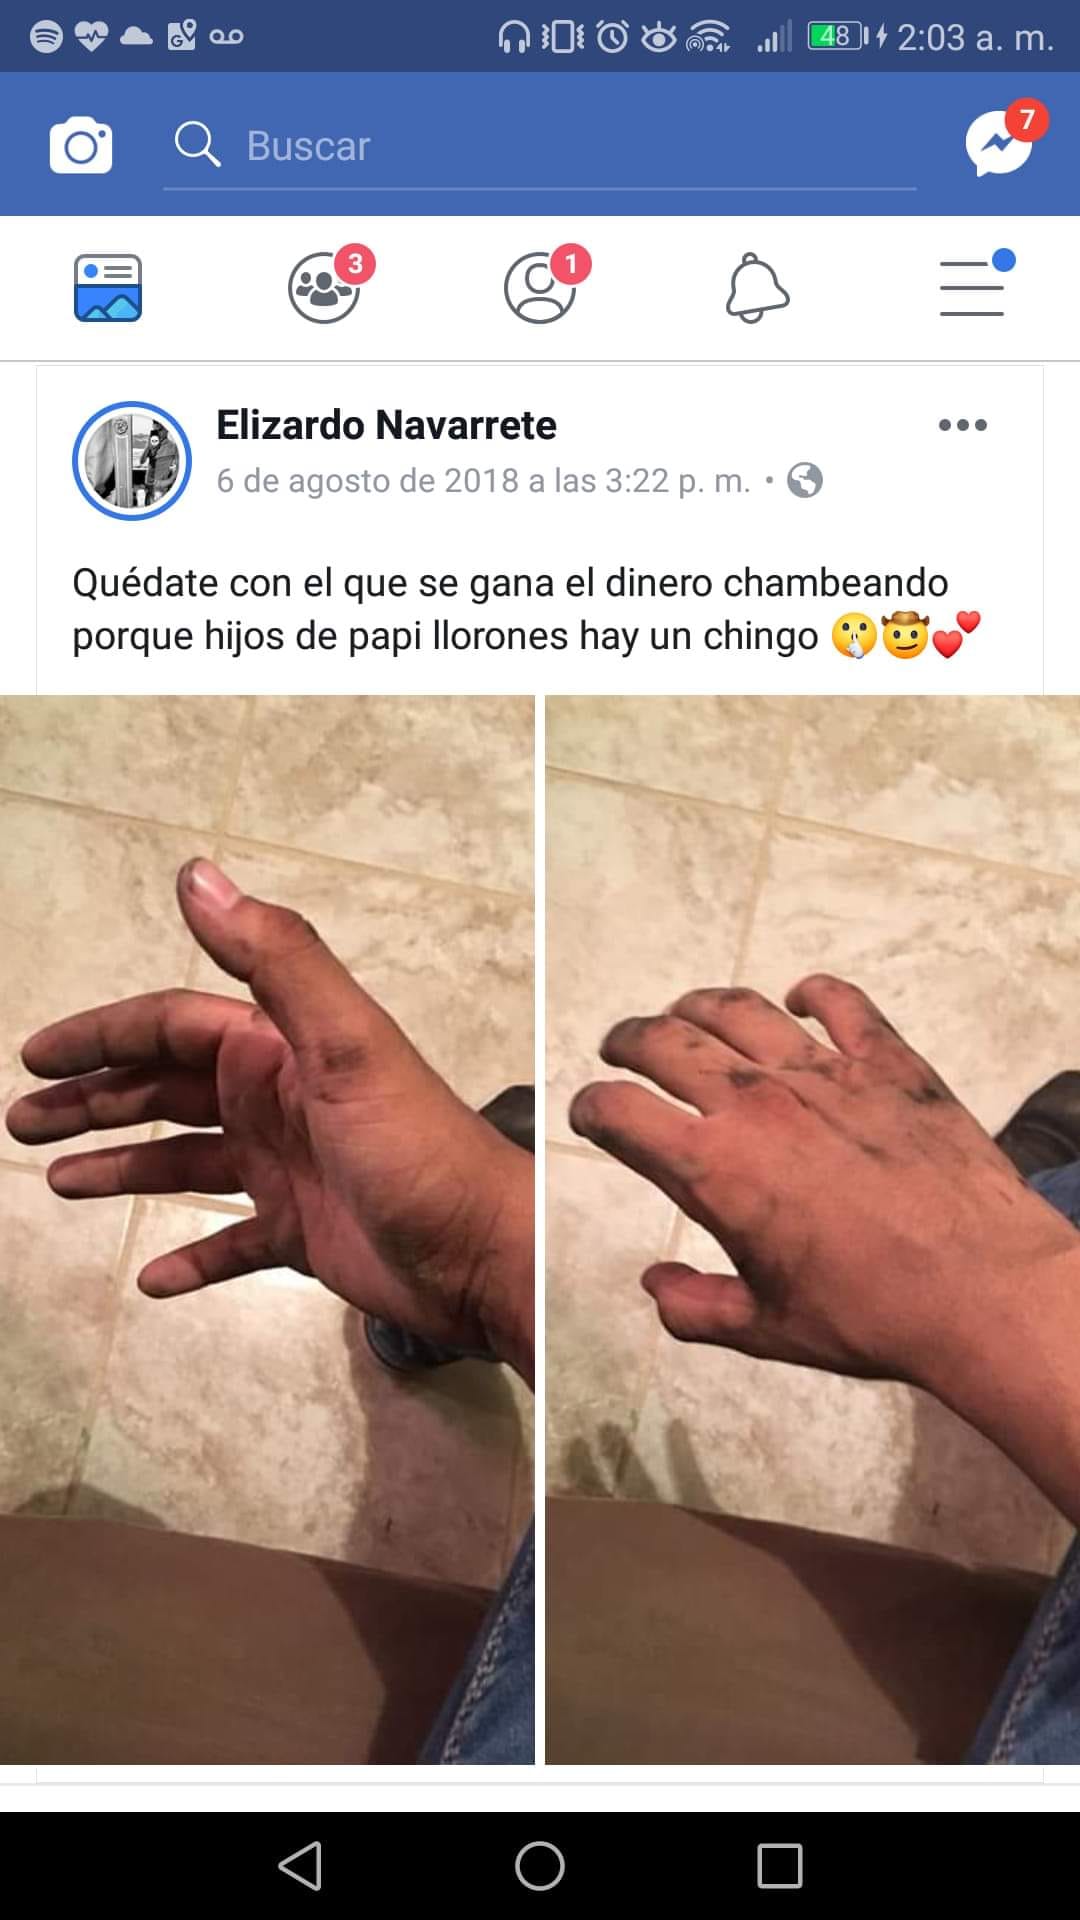 48 2:03 a. m.
Buscar
7
3
1
Elizardo Navarrete
6 de agosto de 2018 a las 3:22 p. m. •
Quédate con el que se gana el dinero chambeando
porque hijos de papi llorones hay un chingo 🤫🤠💕